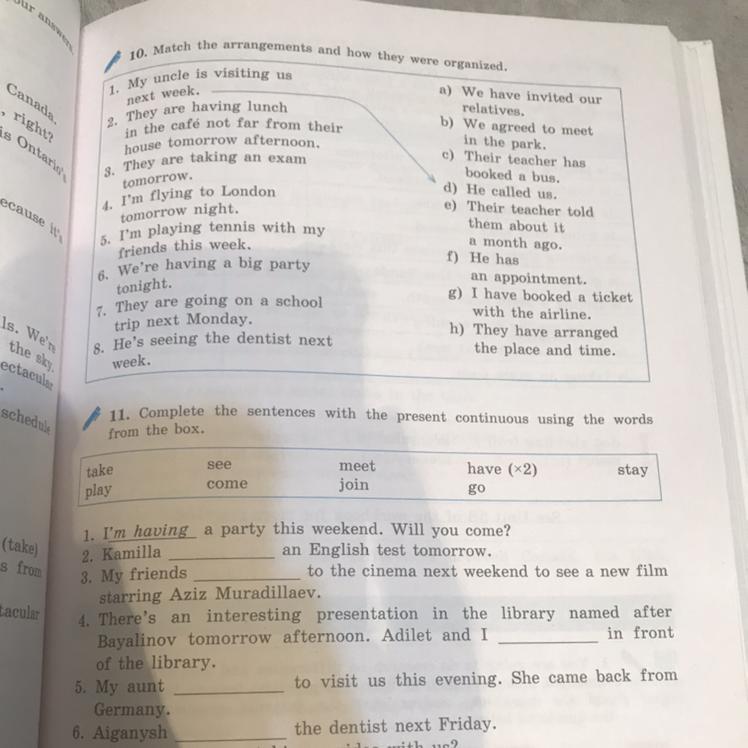 our answers.
Canada.
, right?
is Ontario's
ecause it's
ls. We're
the sky.
ectacular
schedule
(take)
s from
tacular
10. Match the arrangements and how they were organized.
1. My uncle is visiting us
next week.
2. They are having lunch
in the café not far from their
house tomorrow afternoon.
3. They are taking an exam
tomorrow.
4. I'm flying to London
tomorrow night.
5. I'm playing tennis with my
friends this week.
6. We're having a big party
tonight.
7. They are going on a school
trip next Monday.
8. He's seeing the dentist next
week.
a) We have invited our
relatives.
b) We agreed to meet
in the park.
c) Their teacher has
booked a bus.
d) He called us.
e) Their teacher told
them about it
a month ago.
f) He has
an appointment.
g) I have booked a ticket
with the airline.
h) They have arranged
the place and time.
11. Complete the sentences with the present continuous using the words
from the box.
take see meet have (×2) stay
play come join go
1. I'm having a party this weekend. Will you come?
2. Kamilla __________ an English test tomorrow.
3. My friends __________ to the cinema next weekend to see a new film
starring Aziz Muradillaev.
4. There's an interesting presentation in the library named after
Bayalinov tomorrow afternoon. Adilet and I __________ in front
of the library.
5. My aunt __________ to visit us this evening. She came back from
Germany.
6. Aiganysh __________ the dentist next Friday.
with us?